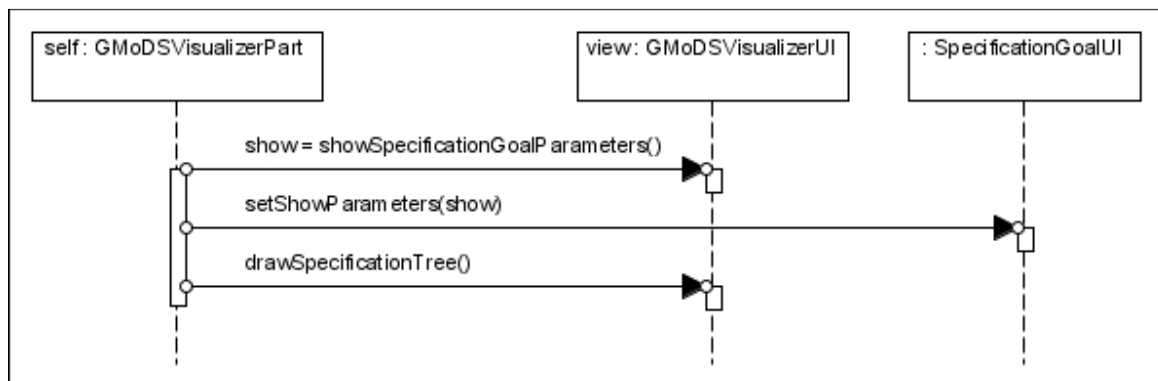 self: GMoDSVisualizerPart
view: GMoDSVisualizerUI
: SpecificationGoalUI
show = showSpecificationGoalParameters()
setShowParameters(show)
drawSpecificationTree()